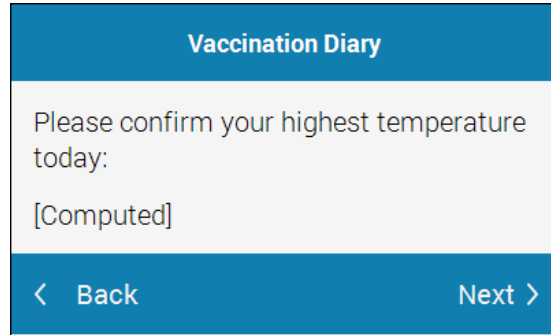 Vaccination Diary
Please confirm your highest temperature
today:
[Computed]
Back
Next